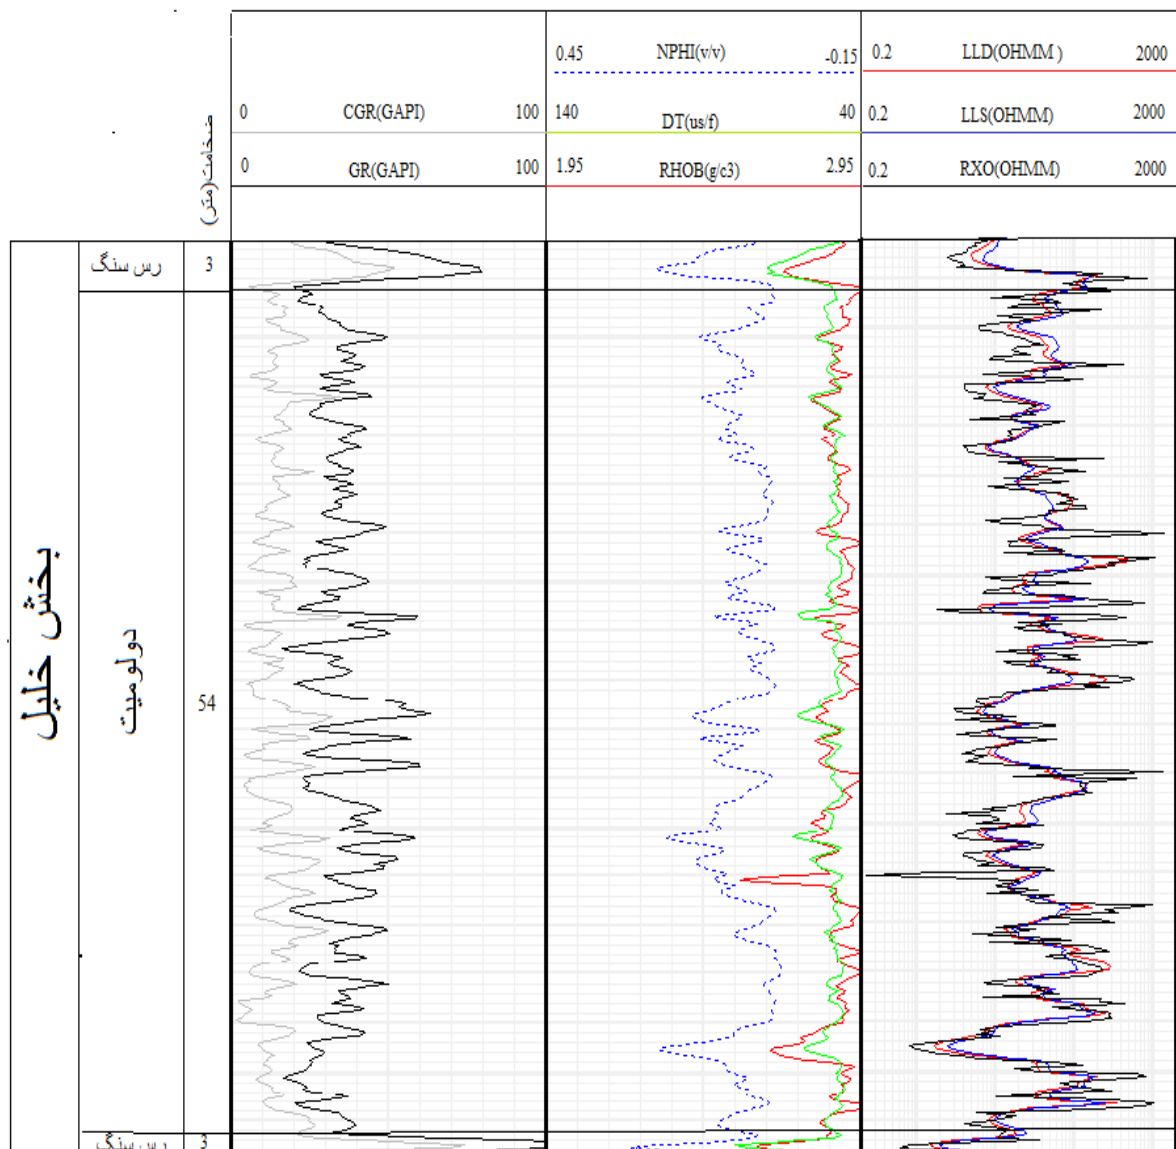 0.45 NPHI(v/v) -0.15
0.2 LLD(OHMM ) 2000
0 CGR(GAPI) 100
140 DT(us/f) 40
0.2 LLS(OHMM) 2000
0 GR(GAPI) 100
1.95 RHOB(g/c3) 2.95
0.2 RXO(OHMM) 2000
ضخامت(متر)
رس سنگ 3
بخش خلیل
دولومیت
54
رس سنگ 3